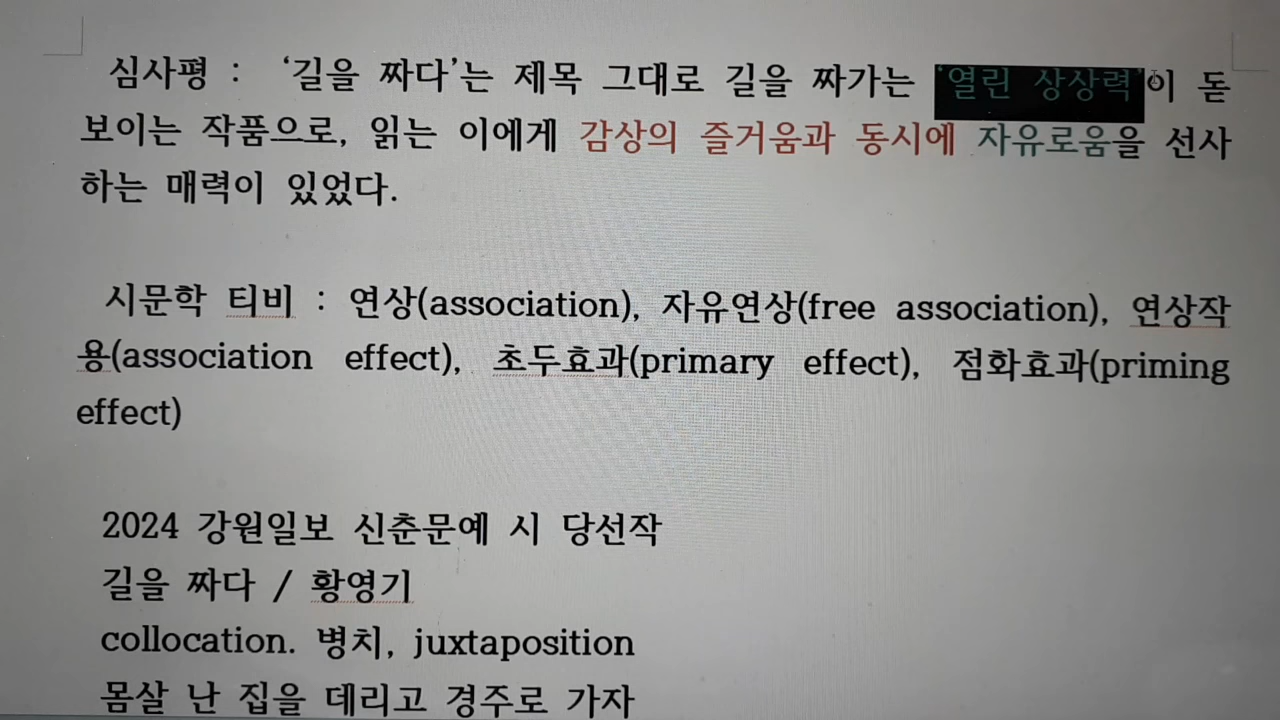 심사평 : ‘길을 짜다’는 제목 그대로 길을 짜가는 ‘열린 상상력’이 돋
보이는 작품으로, 읽는 이에게 감상의 즐거움과 동시에 자유로움을 선사
하는 매력이 있었다.
시문학 티비 : 연상(association), 자유연상(free association), 연상작
용(association effect), 초두효과(primary effect), 점화효과(priming
effect)
2024 강원일보 신춘문예 시 당선작
길을 짜다 / 황영기
collocation. 병치, juxtaposition
몸살 난 집을 데리고 경주로 가자